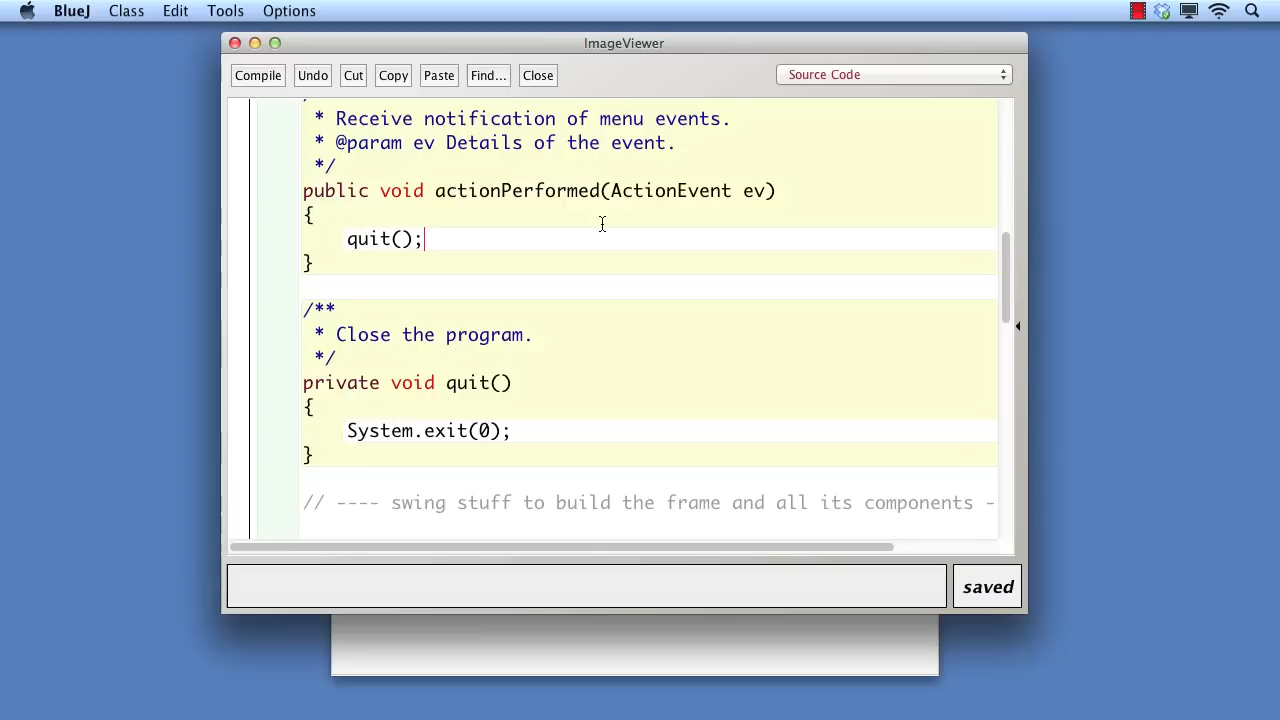 BlueJ Class Edit Tools Options
ImageViewer
Compile Undo Cut Copy Paste Find... Close Source Code
* Receive notification of menu events.
* @param ev Details of the event.
*/
public void actionPerformed(ActionEvent ev)
{
quit();
}
/**
* Close the program.
*/
private void quit()
{
System.exit(0);
}
// ---- swing stuff to build the frame and all its components -
saved